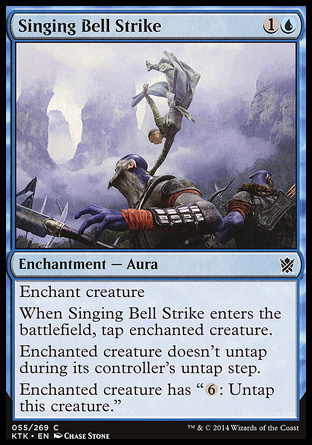 Singing Bell Strike 1
Enchantment — Aura
Enchant creature
When Singing Bell Strike enters the
battlefield, tap enchanted creature.
Enchanted creature doesn't untap
during its controller's untap step.
Enchanted creature has “6: Untap
this creature.”
055/269 C
KTK • EN Chase Stone ™ & © 2014 Wizards of the Coast